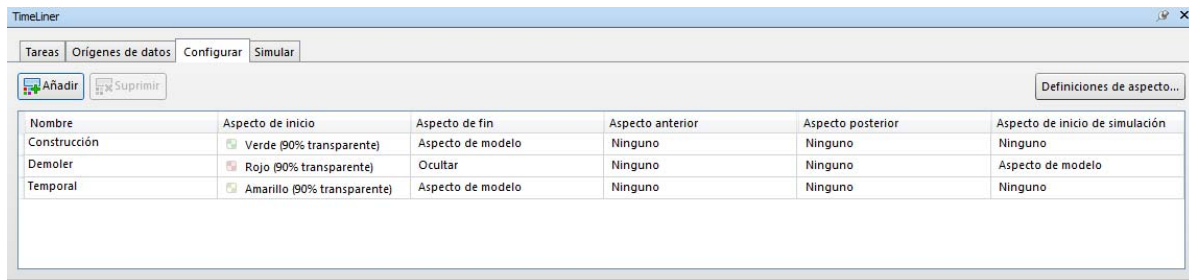 TimeLiner
Tareas Orígenes de datos Configurar Simular
Añadir Suprimir Definiciones de aspecto...
Nombre Aspecto de inicio Aspecto de fin Aspecto anterior Aspecto posterior Aspecto de inicio de simulación
Construcción Verde (90% transparente) Aspecto de modelo Ninguno Ninguno Ninguno
Demoler Rojo (90% transparente) Ocultar Ninguno Ninguno Aspecto de modelo
Temporal Amarillo (90% transparente) Aspecto de modelo Ninguno Ninguno Ninguno